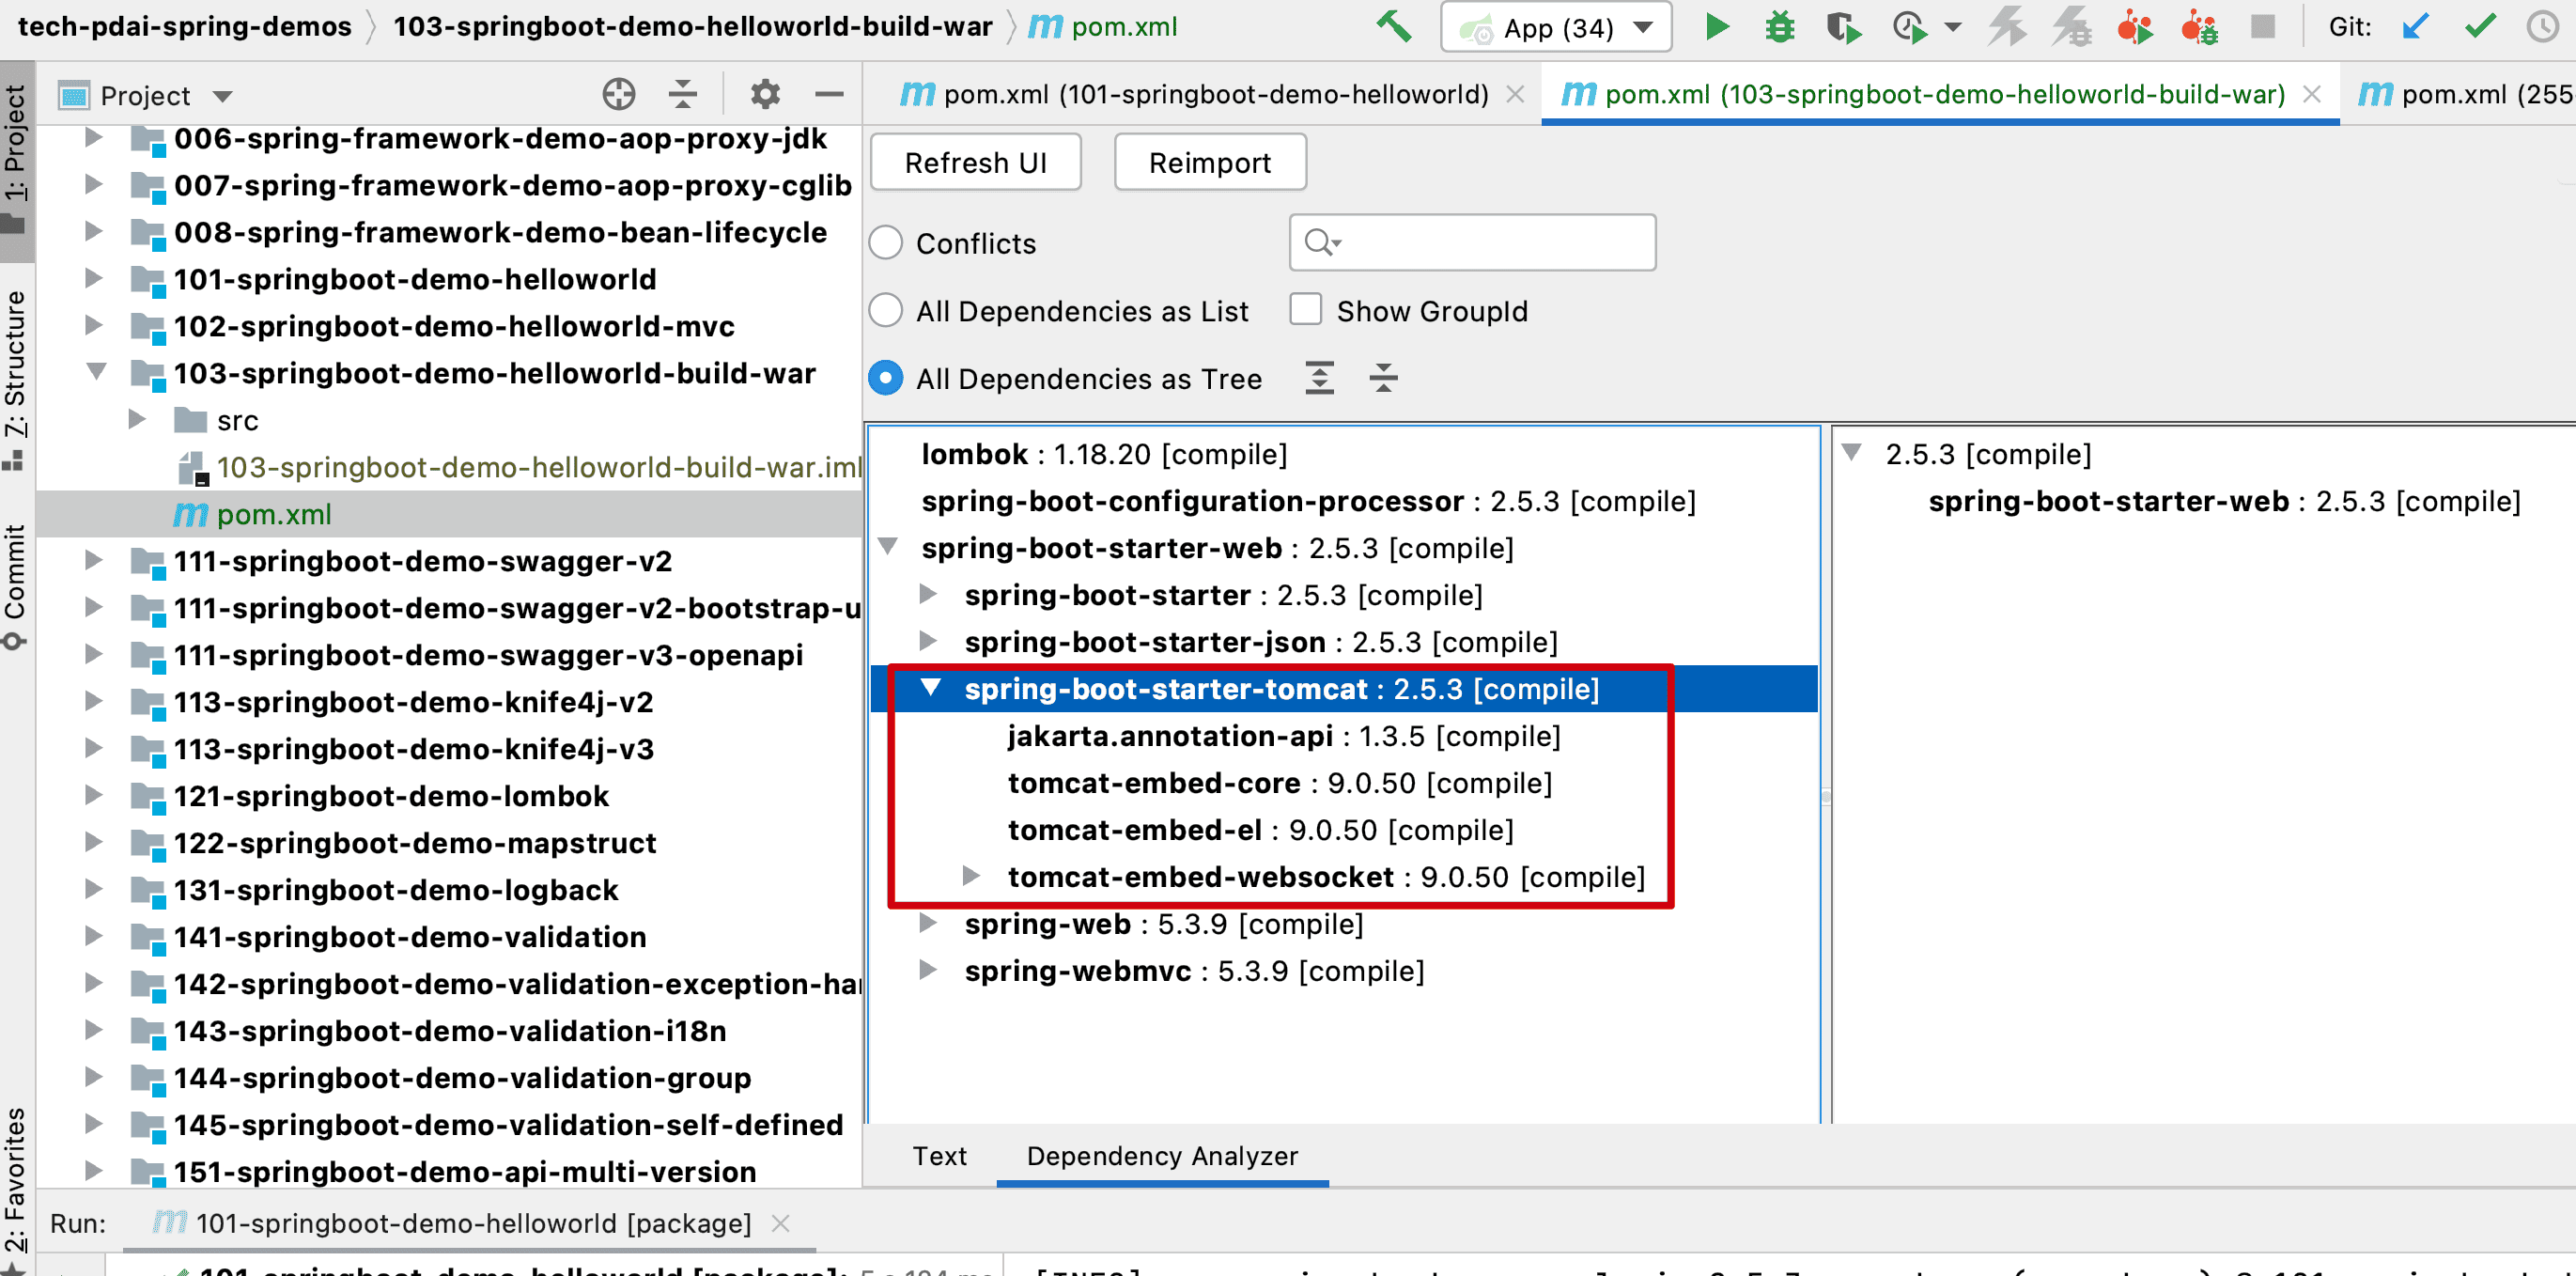 tech-pdai-spring-demos 103-springboot-demo-helloworld-build-war m pom.xml App (34) Git:
1: Project
7: Structure
Commit
2: Favorites
Project
006-spring-framework-demo-aop-proxy-jdk
007-spring-framework-demo-aop-proxy-cglib
008-spring-framework-demo-bean-lifecycle
101-springboot-demo-helloworld
102-springboot-demo-helloworld-mvc
103-springboot-demo-helloworld-build-war
src
103-springboot-demo-helloworld-build-war.iml
m pom.xml
111-springboot-demo-swagger-v2
111-springboot-demo-swagger-v2-bootstrap-u
111-springboot-demo-swagger-v3-openapi
113-springboot-demo-knife4j-v2
113-springboot-demo-knife4j-v3
121-springboot-demo-lombok
122-springboot-demo-mapstruct
131-springboot-demo-logback
141-springboot-demo-validation
142-springboot-demo-validation-exception-ha
143-springboot-demo-validation-i18n
144-springboot-demo-validation-group
145-springboot-demo-validation-self-defined
151-springboot-demo-api-multi-version
m pom.xml (101-springboot-demo-helloworld) m pom.xml (103-springboot-demo-helloworld-build-war) m pom.xml (255
Refresh UI Reimport
Conflicts
All Dependencies as List Show GroupId
All Dependencies as Tree
lombok : 1.18.20 [compile]
spring-boot-configuration-processor : 2.5.3 [compile]
spring-boot-starter-web : 2.5.3 [compile]
spring-boot-starter : 2.5.3 [compile]
spring-boot-starter-json : 2.5.3 [compile]
spring-boot-starter-tomcat : 2.5.3 [compile]
jakarta.annotation-api : 1.3.5 [compile]
tomcat-embed-core : 9.0.50 [compile]
tomcat-embed-el : 9.0.50 [compile]
tomcat-embed-websocket : 9.0.50 [compile]
spring-web : 5.3.9 [compile]
spring-webmvc : 5.3.9 [compile]
2.5.3 [compile]
spring-boot-starter-web : 2.5.3 [compile]
Text Dependency Analyzer
Run: m 101-springboot-demo-helloworld [package]